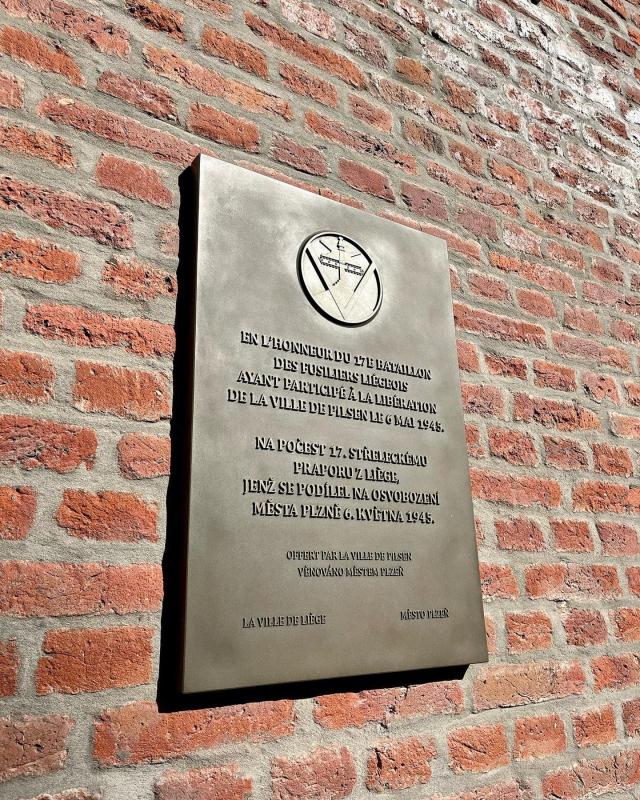 EN L'HONNEUR DU 17E BATAILLON
DES FUSILIERS LIÉGEOIS
AYANT PARTICIPÉ À LA LIBÉRATION
DE LA VILLE DE PILSEN LE 6 MAI 1945.
NA POČEST 17. STŘELECKÉMU
PRAPORU Z LIÈGE,
JENŽ SE PODÍLEL NA OSVOBOZENÍ
MĚSTA PLZNĚ 6. KVĚTNA 1945.
OFFERT PAR LA VILLE DE PILSEN
VĚNOVÁNO MĚSTEM PLZEŇ
LA VILLE DE LIÈGE MĚSTO PLZEŇ